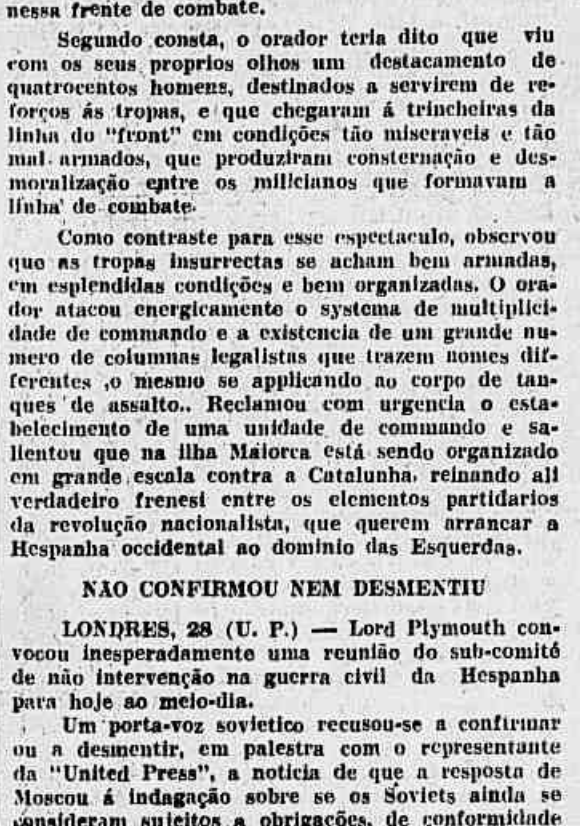 nessa frente de combate.
Segundo consta, o orador teria dito que viu
com os seus proprios olhos um destacamento de
quatrocentos homens, destinados a servirem de re-
forços ás tropas, e que chegaram á trincheiras da
linha do "front" em condições tão miseraveis e tão
mal armados, que produziram consternação e des-
moralização entre os milicianos que formavam a
linha de combate.
Como contraste para esse espectaculo, observou
que as tropas insurrectas se acham bem armadas,
em esplendidas condições e bem organizadas. O ora-
dor atacou energicamente o systema de multiplici-
dade de commando e a existencia de um grande nu-
mero de columnas legalistas que trazem nomes dif-
ferentes ,o mesmo se applicando ao corpo de tan-
ques de assalto.. Reclamou com urgencia o esta-
belecimento de uma unidade de commando e sa-
lientou que na ilha Maiorca está sendo organizado
em grande escala contra a Catalunha, reinando ali
verdadeiro frenesi entre os elementos partidarios
da revolução nacionalista, que querem arrancar a
Hespanha occidental ao dominio das Esquerdas.
NÃO CONFIRMOU NEM DESMENTIU
LONDRES, 28 (U. P.) — Lord Plymouth con-
vocou inesperadamente uma reunião do sub-comité
de não intervenção na guerra civil da Hespanha
para hoje ao meio-dia.
Um porta-voz sovietico recusou-se a confirmar
ou a desmentir, em palestra com o representante
da "United Press", a noticia de que a resposta de
Moscou á indagação sobre se os Soviets ainda se
consideram sujeitos a obrigações, de conformidade